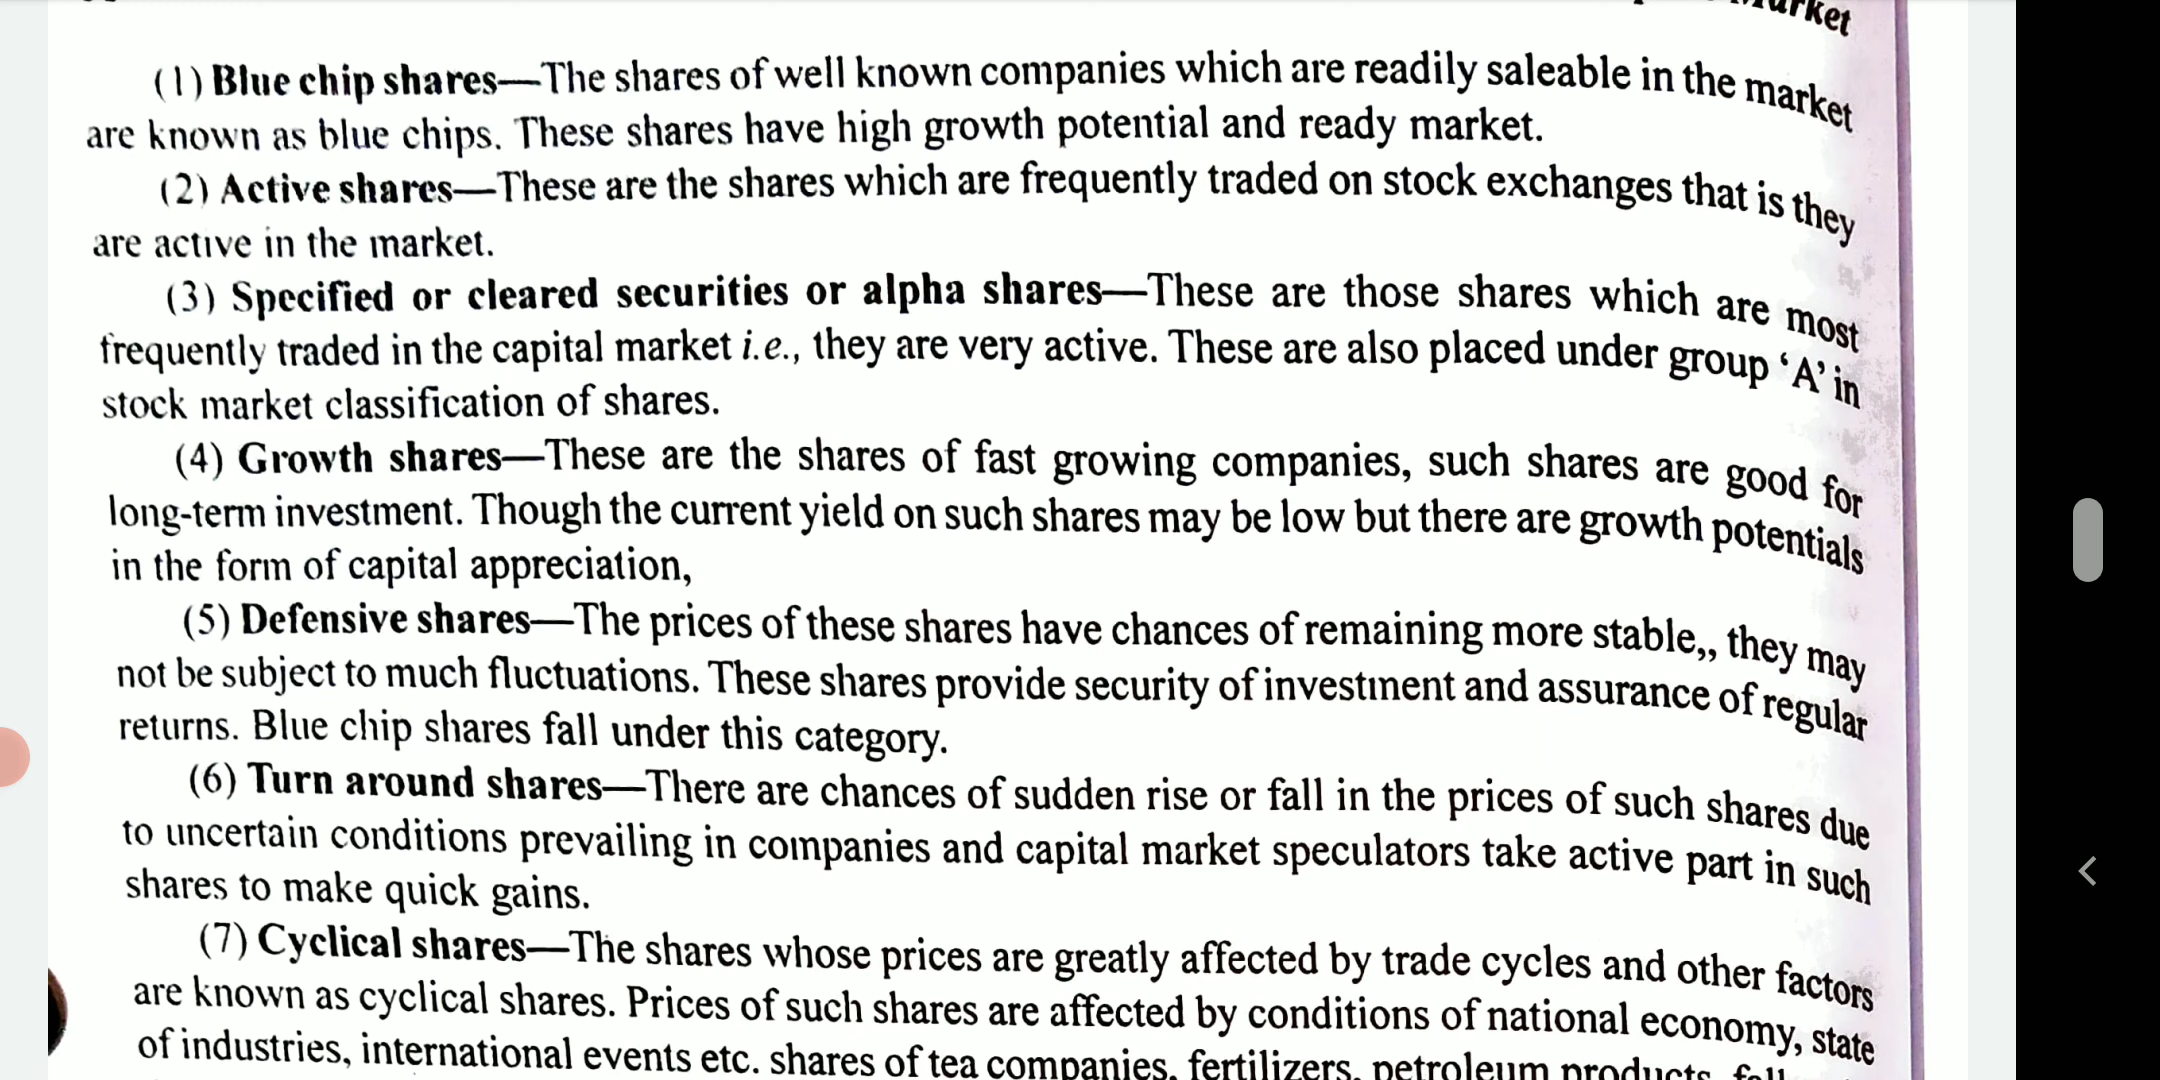 Market
(1) Blue chip shares—The shares of well known companies which are readily saleable in the market
are known as blue chips. These shares have high growth potential and ready market.
(2) Active shares—These are the shares which are frequently traded on stock exchanges that is they
are active in the market.
(3) Specified or cleared securities or alpha shares—These are those shares which are most
frequently traded in the capital market i.e., they are very active. These are also placed under group ‘A’ in
stock market classification of shares.
(4) Growth shares—These are the shares of fast growing companies, such shares are good for
long-term investment. Though the current yield on such shares may be low but there are growth potentials
in the form of capital appreciation,
(5) Defensive shares—The prices of these shares have chances of remaining more stable,, they may
not be subject to much fluctuations. These shares provide security of investment and assurance of regular
returns. Blue chip shares fall under this category.
(6) Turn around shares—There are chances of sudden rise or fall in the prices of such shares due
to uncertain conditions prevailing in companies and capital market speculators take active part in such
shares to make quick gains.
(7) Cyclical shares—The shares whose prices are greatly affected by trade cycles and other factors
are known as cyclical shares. Prices of such shares are affected by conditions of national economy, state
of industries, international events etc. shares of tea companies, fertilizers, petroleum products, fall